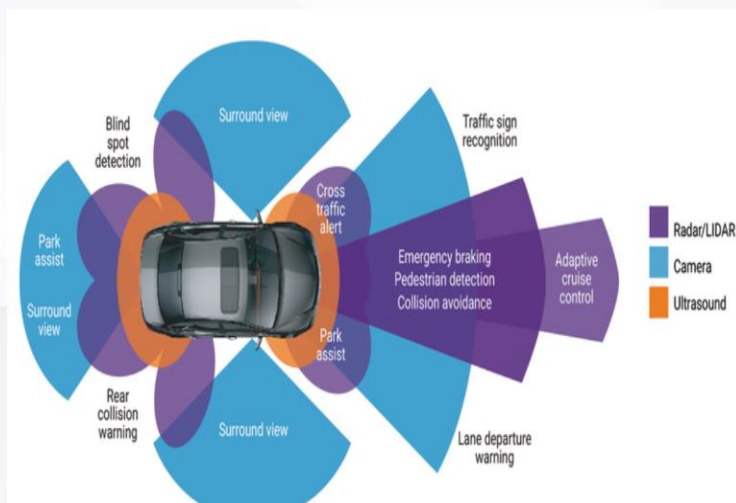 Surround view
Blind
spot
detection
Traffic sign
recognition
Cross
traffic
alert
Park
assist
Surround
view
Emergency braking
Pedestrian detection
Collision avoidance
Adaptive
cruise
control
Radar/LIDAR
Camera
Ultrasound
Park
assist
Rear
collision
warning
Surround view
Lane departure
warning